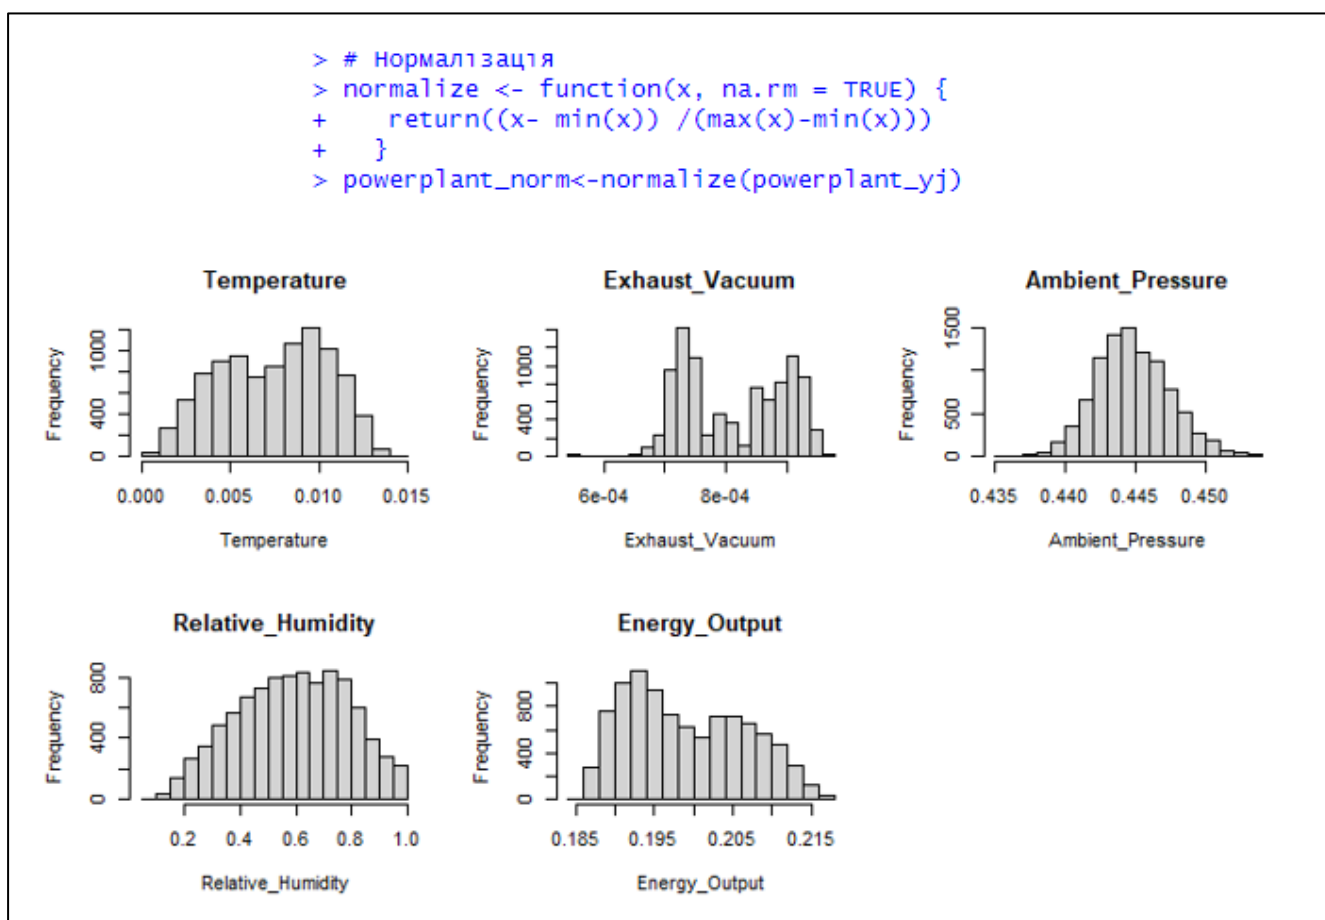 > # Нормалізація
> normalize <- function(x, na.rm = TRUE) {
+    return((x- min(x)) /(max(x)-min(x)))
+   }
> powerplant_norm<-normalize(powerplant_yj)
Temperature
Frequency
0 400 1000
0.000 0.005 0.010 0.015
Temperature
Exhaust_Vacuum
Frequency
0 400 1000
6e-04 8e-04
Exhaust_Vacuum
Ambient_Pressure
Frequency
0 500 1500
0.435 0.440 0.445 0.450
Ambient_Pressure
Relative_Humidity
Frequency
0 400 800
0.2 0.4 0.6 0.8 1.0
Relative_Humidity
Energy_Output
Frequency
0 400 800
0.185 0.195 0.205 0.215
Energy_Output